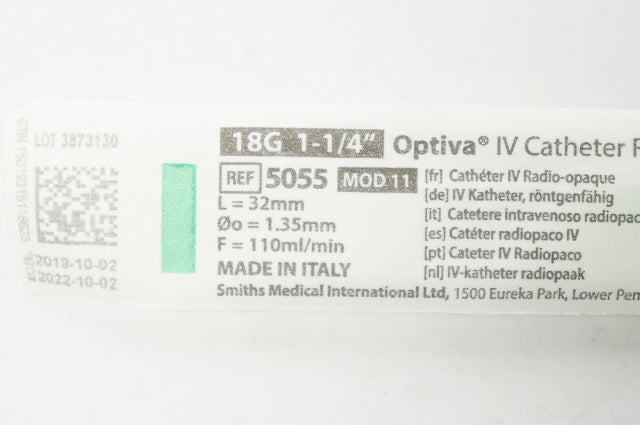 LOT 3873130
2019-10-02
2022-10-02
18G 1-1/4"
Optiva® IV Catheter
REF 5055 MOD 11
L = 32mm
Øo = 1.35mm
F = 110ml/min
MADE IN ITALY
[fr] Cathéter IV Radio-opaque
[de] IV Katheter, röntgenfähig
[it] Catetere intravenoso radiopac
[es] Catéter radiopaco IV
[pt] Cateter IV Radiopaco
[nl] IV-katheter radiopaak
Smiths Medical International Ltd, 1500 Eureka Park, Lower Pem